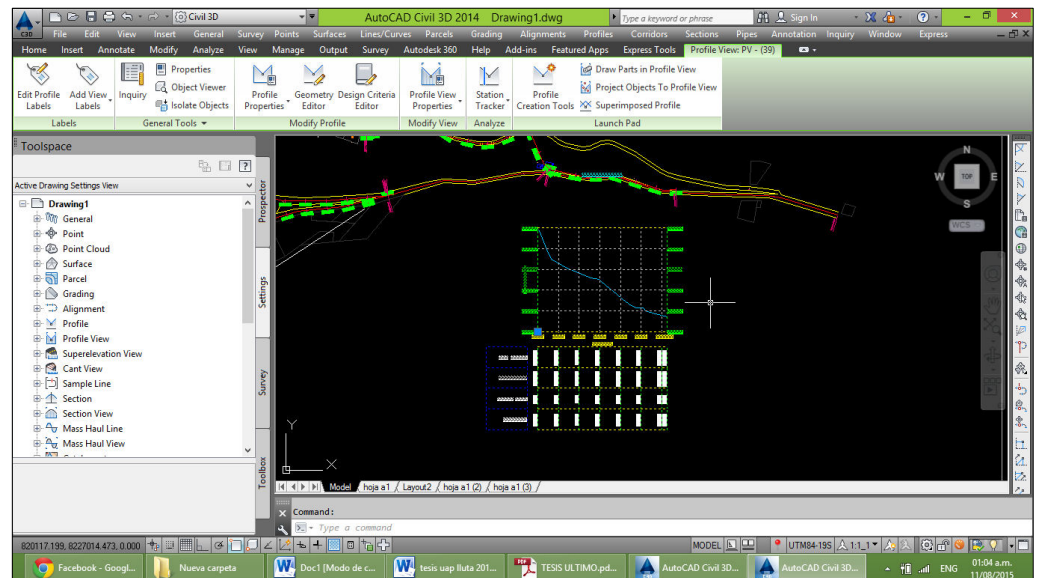 Civil 3D
AutoCAD Civil 3D 2014 Drawing1.dwg
Type a keyword or phrase
Sign In
C3D
File Edit View Insert General Survey Points Surfaces Lines/Curves Parcels Grading Alignments Profiles Corridors Sections Pipes Annotation Inquiry Window Express
Home Insert Annotate Modify Analyze View Manage Output Survey Autodesk 360 Help Add-ins Featured Apps Express Tools Profile View: PV - (39)
Edit Profile Labels
Add View Labels
Inquiry
Properties
Object Viewer
Isolate Objects
Profile Properties
Geometry Editor
Design Criteria Editor
Profile View Properties
Station Tracker
Profile Creation Tools
Draw Parts in Profile View
Project Objects To Profile View
Superimposed Profile
Labels
General Tools
Modify Profile
Modify View
Analyze
Launch Pad
Toolspace
Active Drawing Settings View
Drawing1
General
Point
Point Cloud
Surface
Parcel
Grading
Alignment
Profile
Profile View
Superelevation View
Cant View
Sample Line
Section
Section View
Mass Haul Line
Mass Haul View
Prospector
Settings
Survey
Toolbox
N
W TOP E
S
WCS
Y
X
Model hoja a1 Layout2 hoja a1 (2) hoja a1 (3)
Command:
Type a command
820117.199, 8227014.473, 0.000
MODEL
UTM84-19S
1:1_1
Facebook - Googl...
Nueva carpeta
Doc1 [Modo de c...
tesis uap lluta 201...
TESIS ULTIMO.pd...
AutoCAD Civil 3D...
AutoCAD Civil 3D...
ENG
01:04 a.m.
11/08/2015